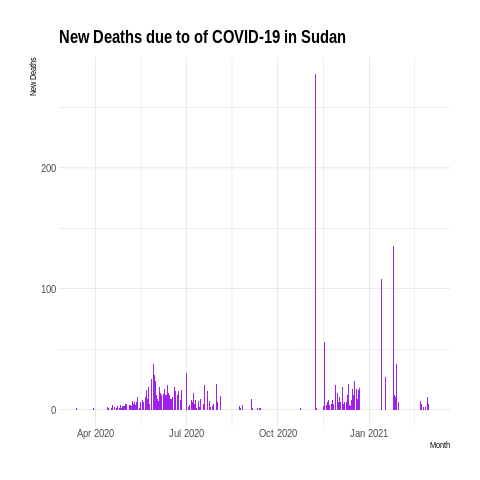 New Deaths due to of COVID-19 in Sudan
New Deaths
200
100
0
Apr 2020 Jul 2020 Oct 2020 Jan 2021
Month